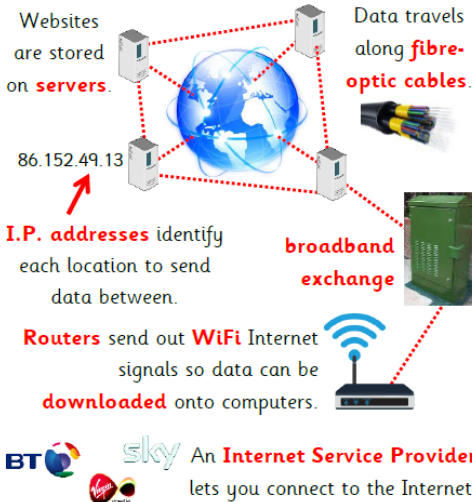 Websites
are stored
on servers.
Data travels
along fibre-
optic cables.
86.152.49.13
I.P. addresses identify
each location to send
data between.
broadband
exchange
Routers send out WiFi Internet
signals so data can be
downloaded onto computers.
BT
sky
Virgin
An Internet Service Provider
lets you connect to the Internet